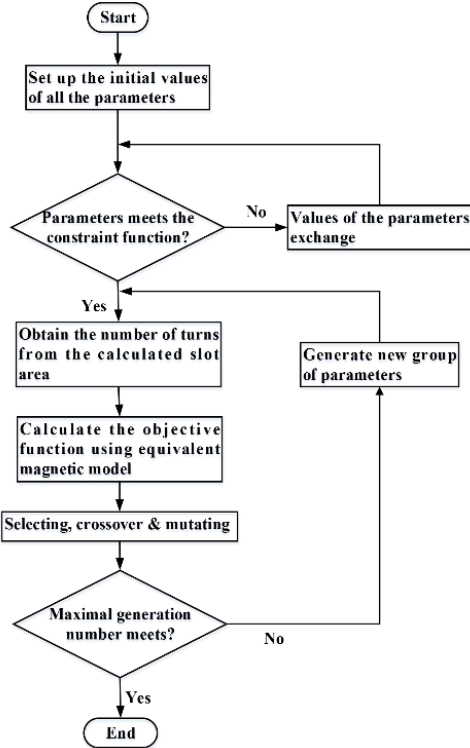 Start
Set up the initial values
of all the parameters
Parameters meets the
constraint function?
No
Values of the parameters
exchange
Yes
Obtain the number of turns
from the calculated slot
area
Generate new group
of parameters
Calculate the objective
function using equivalent
magnetic model
Selecting, crossover & mutating
Maximal generation
number meets?
No
Yes
End